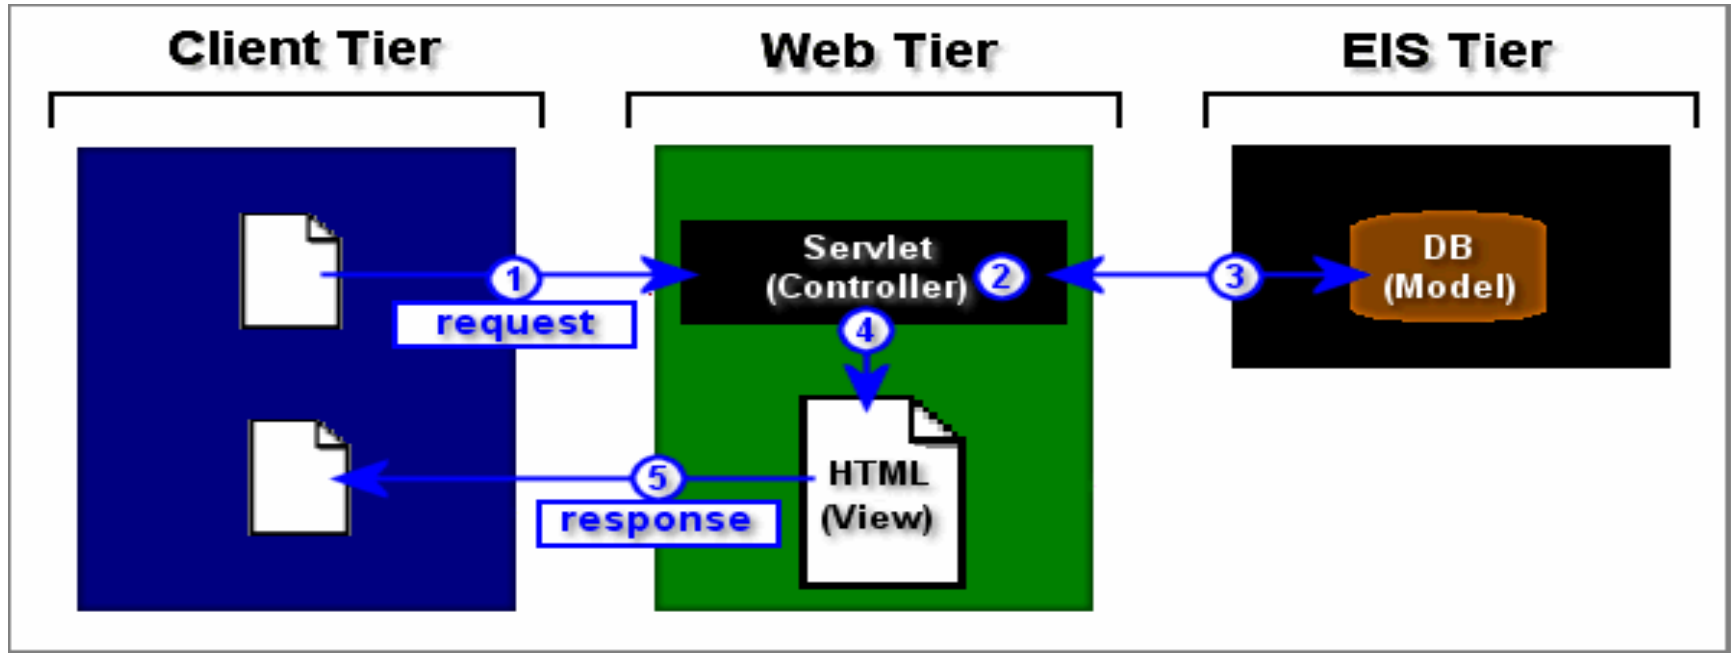 Client Tier
Web Tier
EIS Tier
1
request
Servlet
(Controller)
2
3
DB
(Model)
4
HTML
(View)
5
response